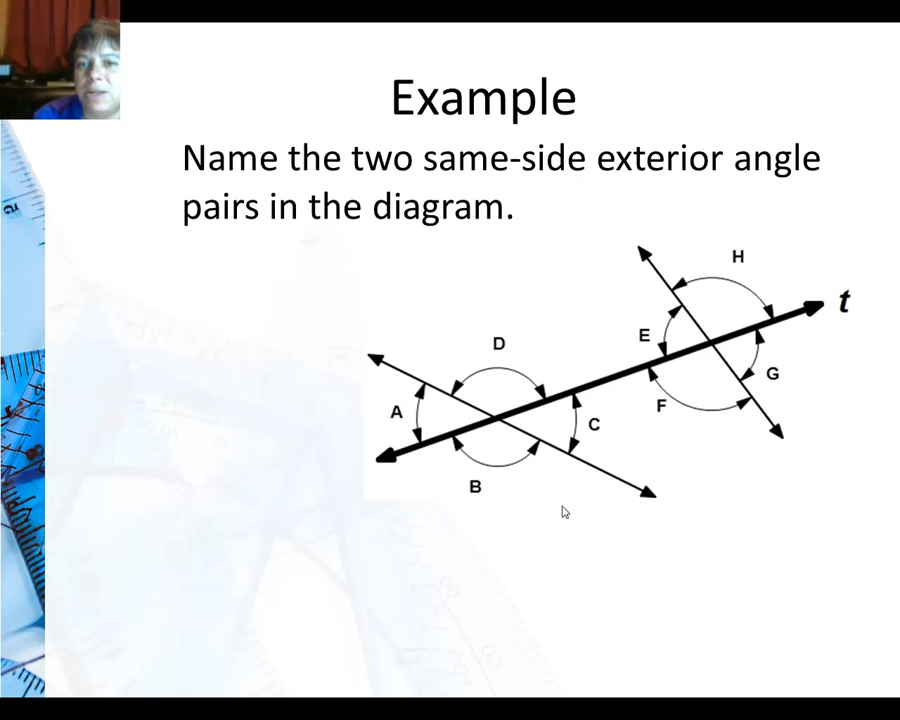 Example
Name the two same-side exterior angle
pairs in the diagram.
H
t
E
D
G
F
A
C
B